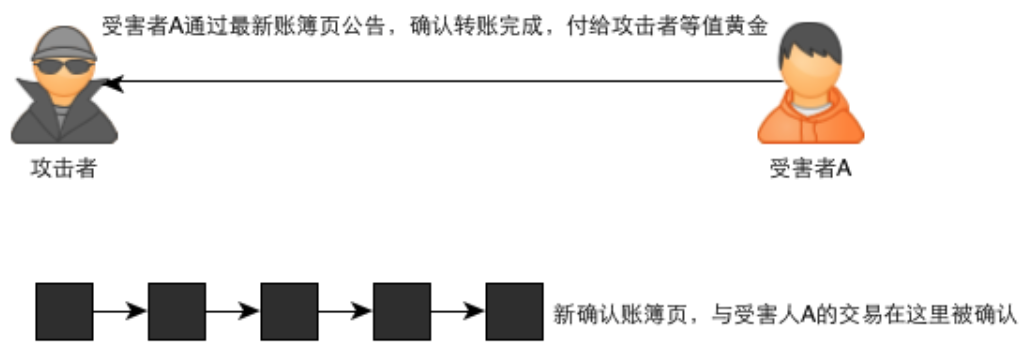 受害者A通过最新账簿页公告，确认转账完成，付给攻击者等值黄金
攻击者
受害者A
新确认账簿页，与受害人A的交易在这里被确认